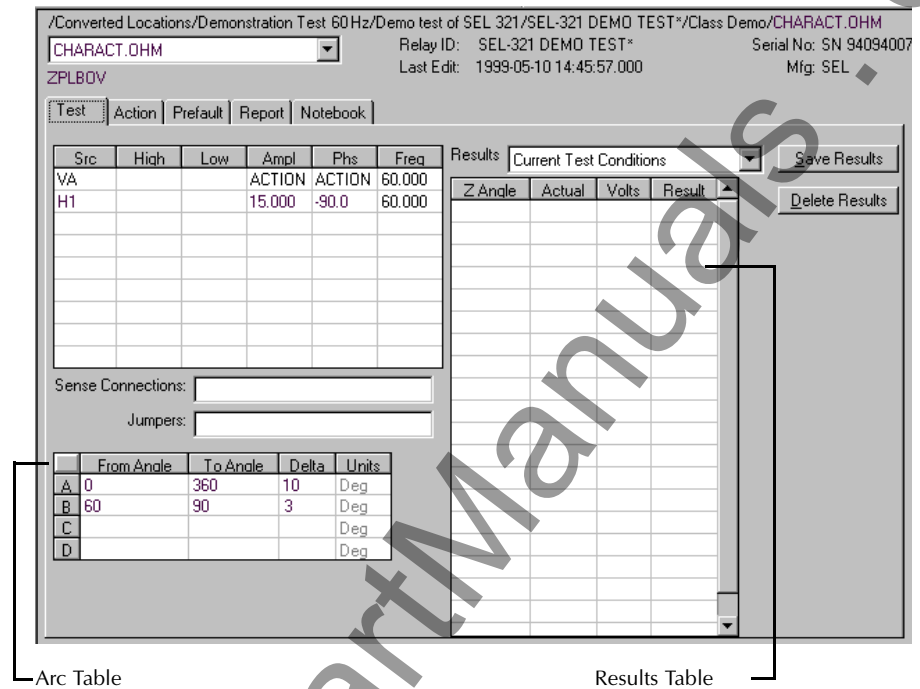 /Converted Locations/Demonstration Test 60 Hz/Demo test of SEL 321/SEL-321 DEMO TEST*/Class Demo/CHARACT.OHM
CHARACT.OHM
Relay ID: SEL-321 DEMO TEST*
Serial No: SN 94094007
Last Edit: 1999-05-10 14:45:57.000
Mfg: SEL
ZPLBOV
Test Action Prefault Report Notebook
Src High Low Ampl Phs Freq
VA ACTION ACTION 60.000
H1 15.000 -90.0 60.000
Results Current Test Conditions
Save Results
Delete Results
Z Angle Actual Volts Result
Sense Connections:
Jumpers:
From Angle To Angle Delta Units
A 0 360 10 Deg
B 60 90 3 Deg
C Deg
D Deg
Arc Table
Results Table